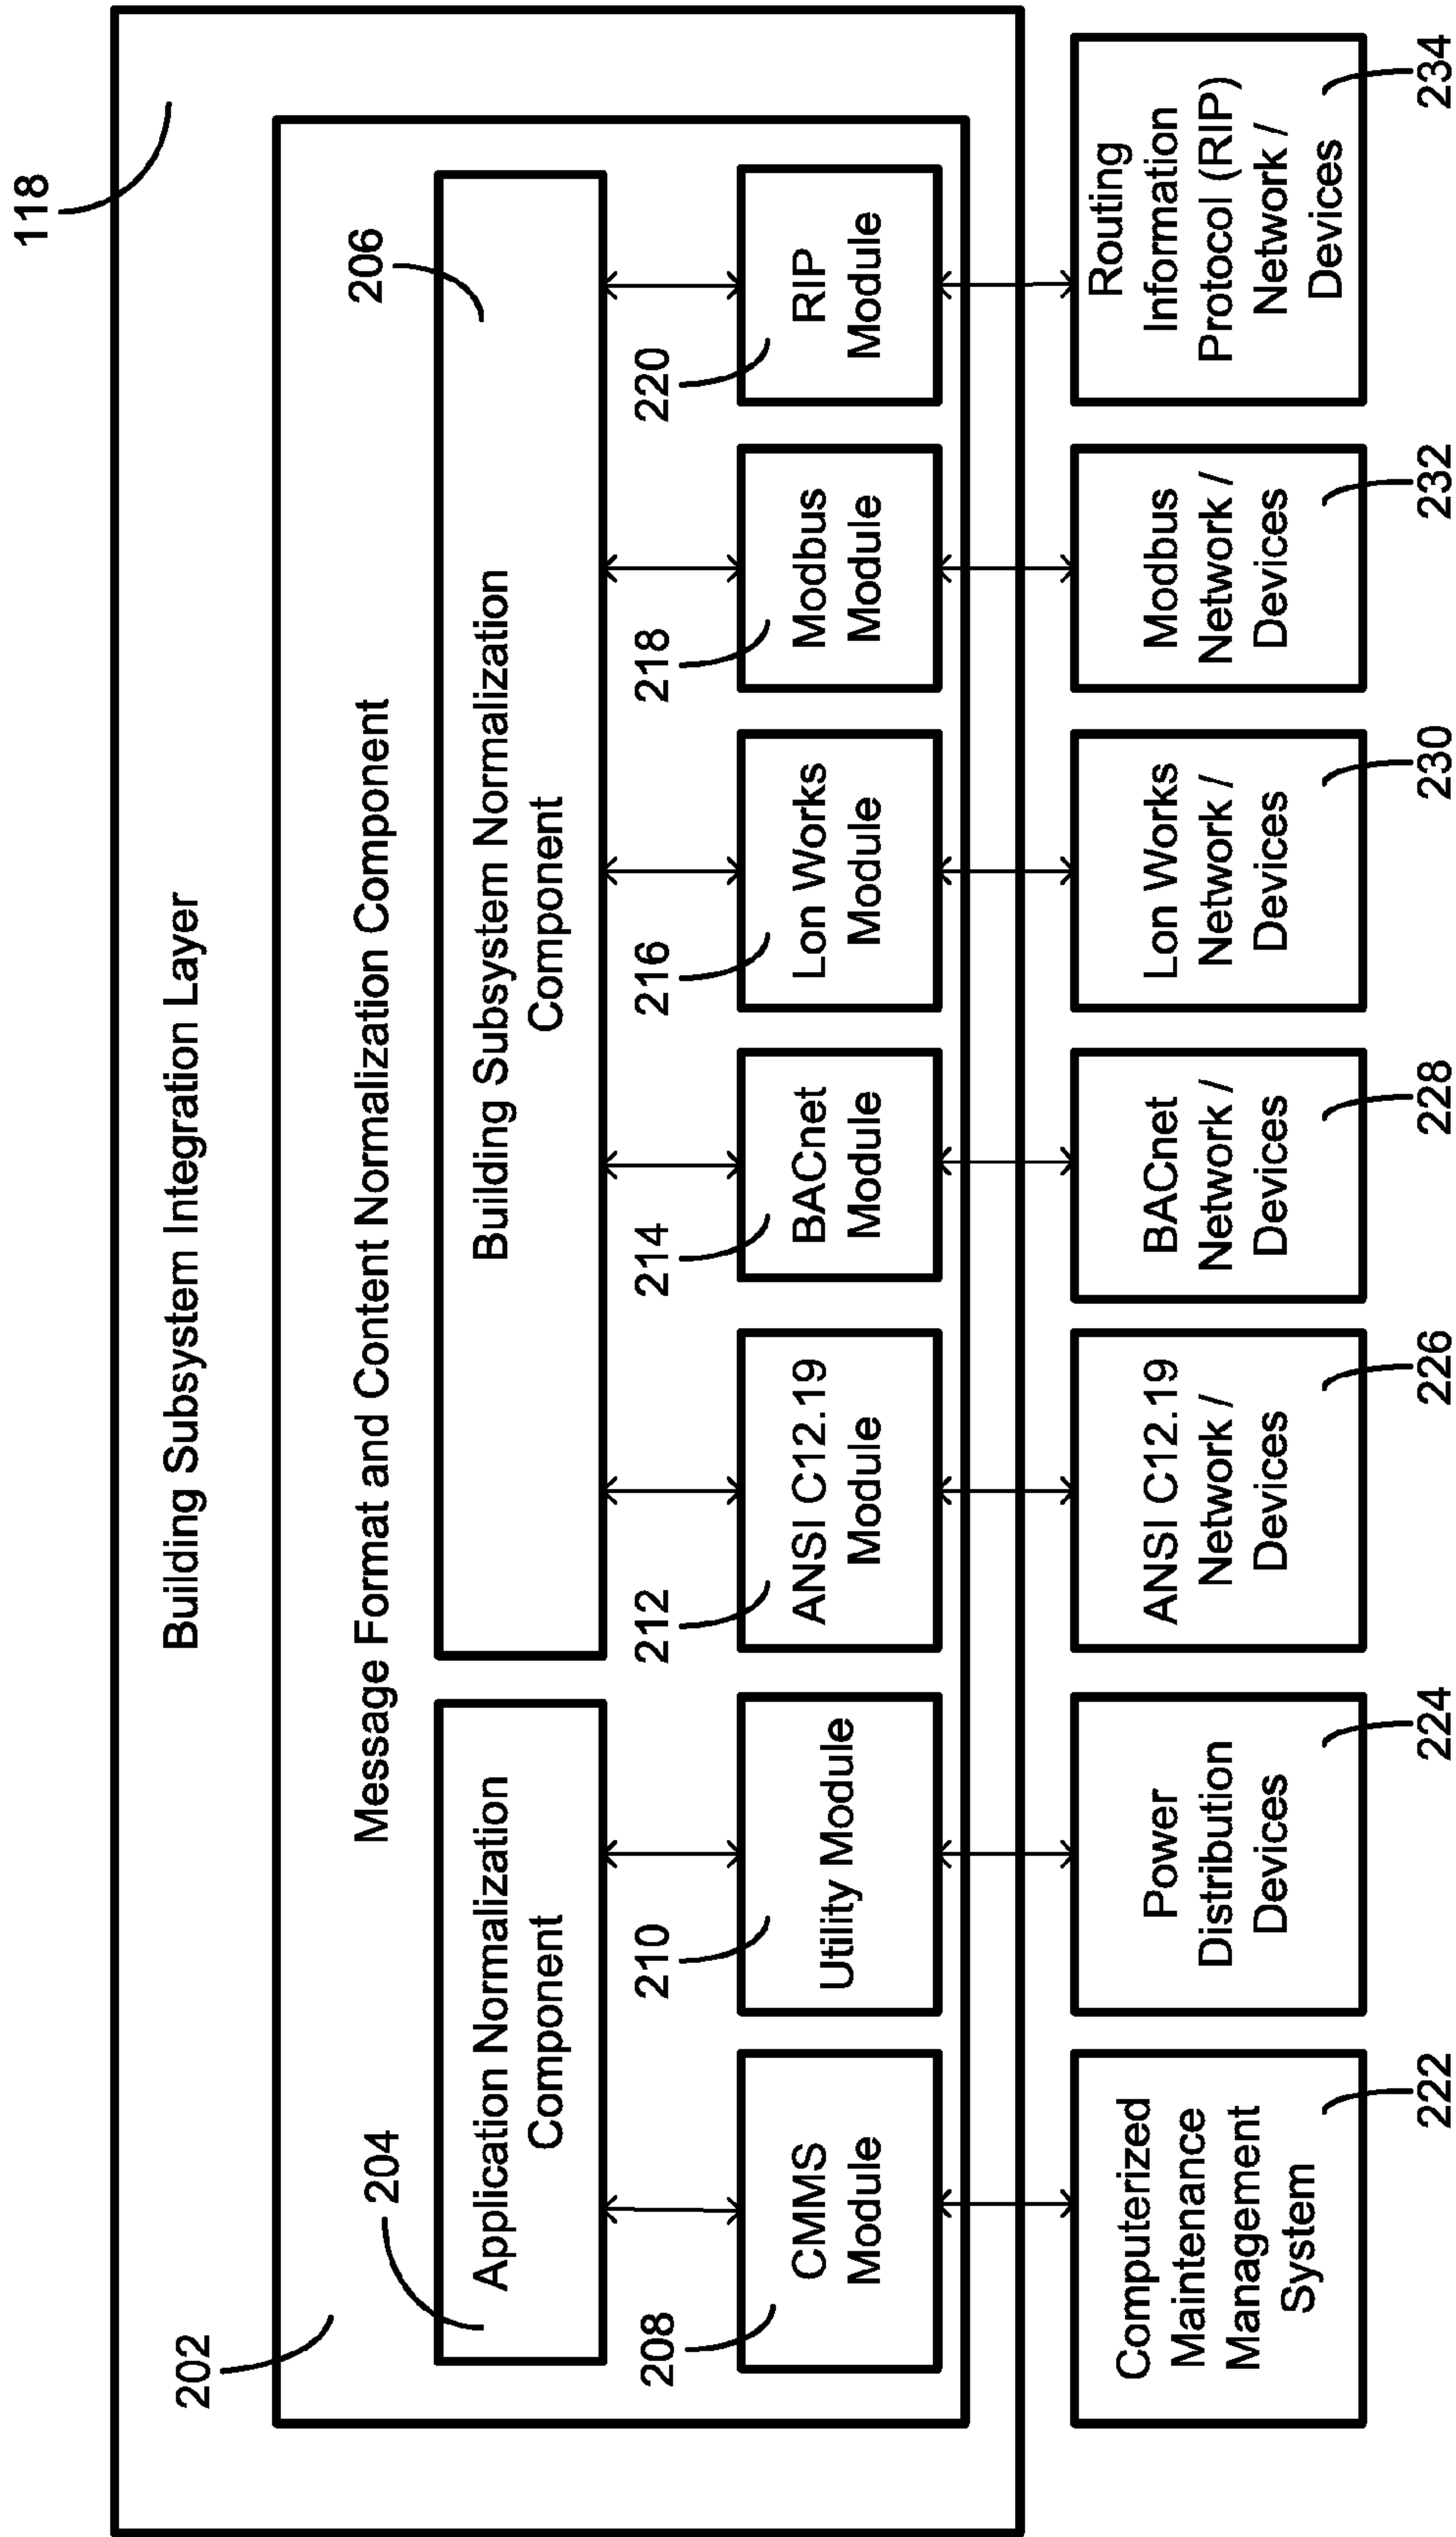 118
Building Subsystem Integration Layer
202
Message Format and Content Normalization Component
204
206
Application Normalization
Component
Building Subsystem Normalization
Component
208
210
212
214
216
218
220
CMMS
Module
Utility Module
ANSI C12.19
Module
BACnet
Module
Lon Works
Module
Modbus
Module
RIP
Module
Computerized
Maintenance
Management
System
Power
Distribution
Devices
ANSI C12.19
Network /
Devices
BACnet
Network /
Devices
Lon Works
Network /
Devices
Modbus
Network /
Devices
Routing
Information
Protocol (RIP)
Network /
Devices
222
224
226
228
230
232
234